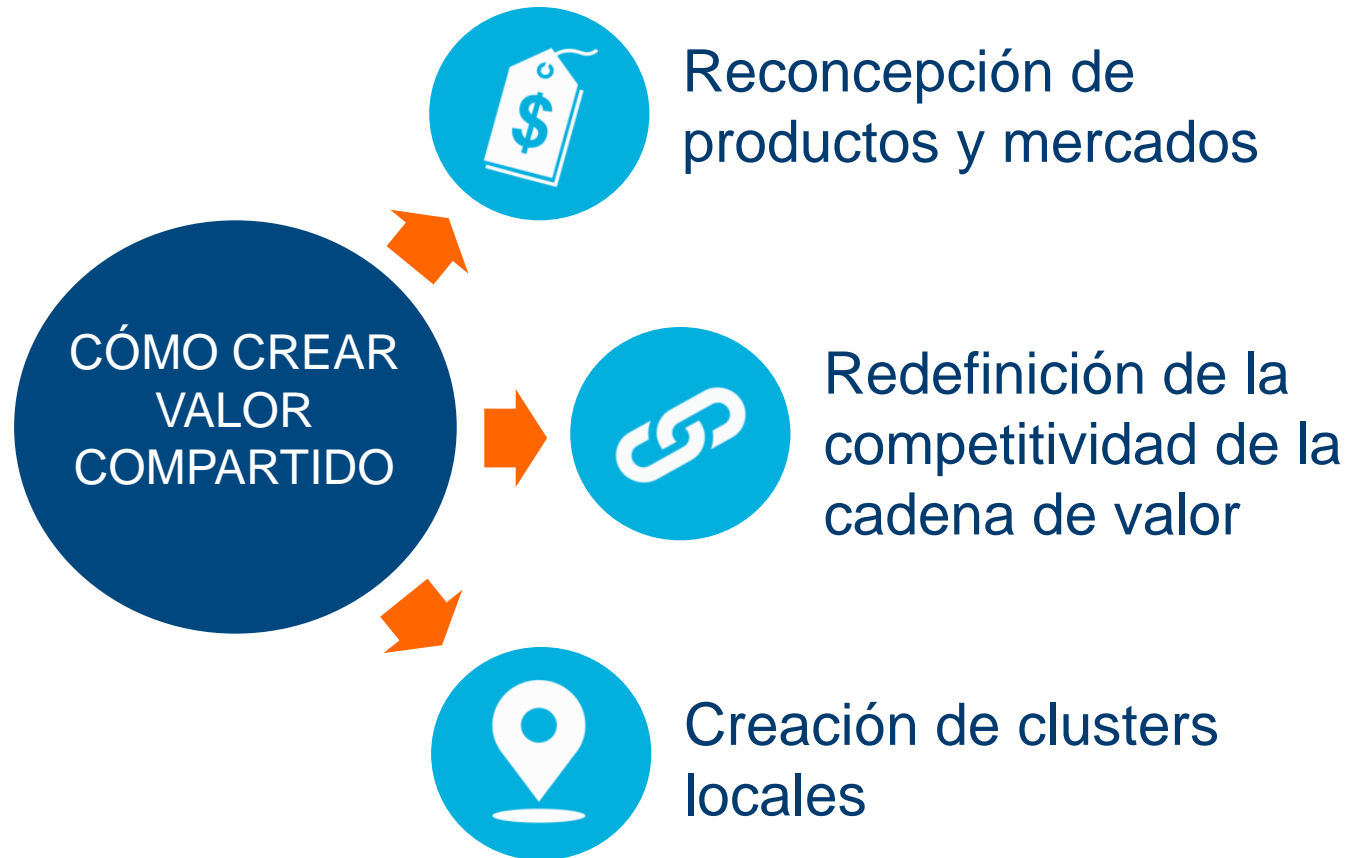 Reconcepción de
productos y mercados
CÓMO CREAR
VALOR
COMPARTIDO
Redefinición de la
competitividad de la
cadena de valor
Creación de clusters
locales
$